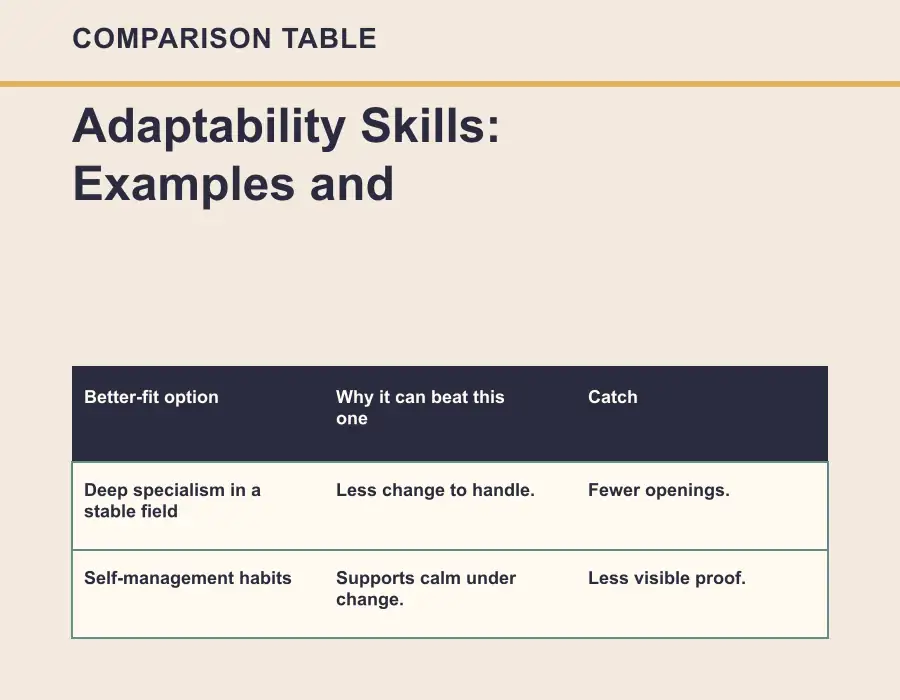 COMPARISON TABLE
Adaptability Skills:
Examples and
Better-fit option
Why it can beat this
one
Catch
Deep specialism in a
stable field
Less change to handle.
Fewer openings.
Self-management habits
Supports calm under
change.
Less visible proof.